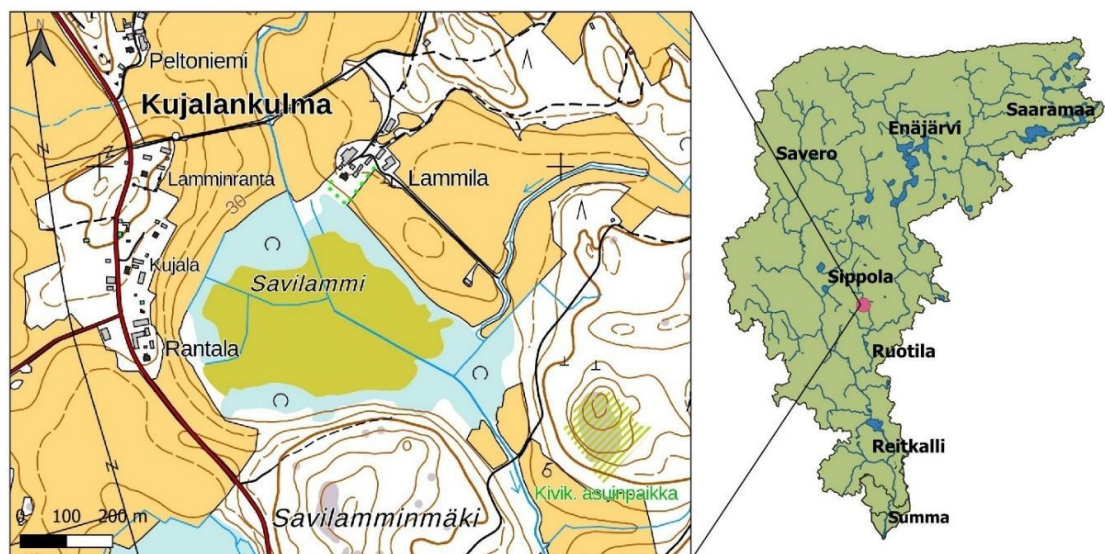 N
Peltoniemi
Kujalankulma
Lamminranta
Lammila
30
Kujala
Savilammi
Rantala
Kivik. asuinpaikka
Savilamminmäki
0 100 200 m
Saaramaa
Enäjärvi
Savero
Sippola
Ruotila
Reitkalli
Summa